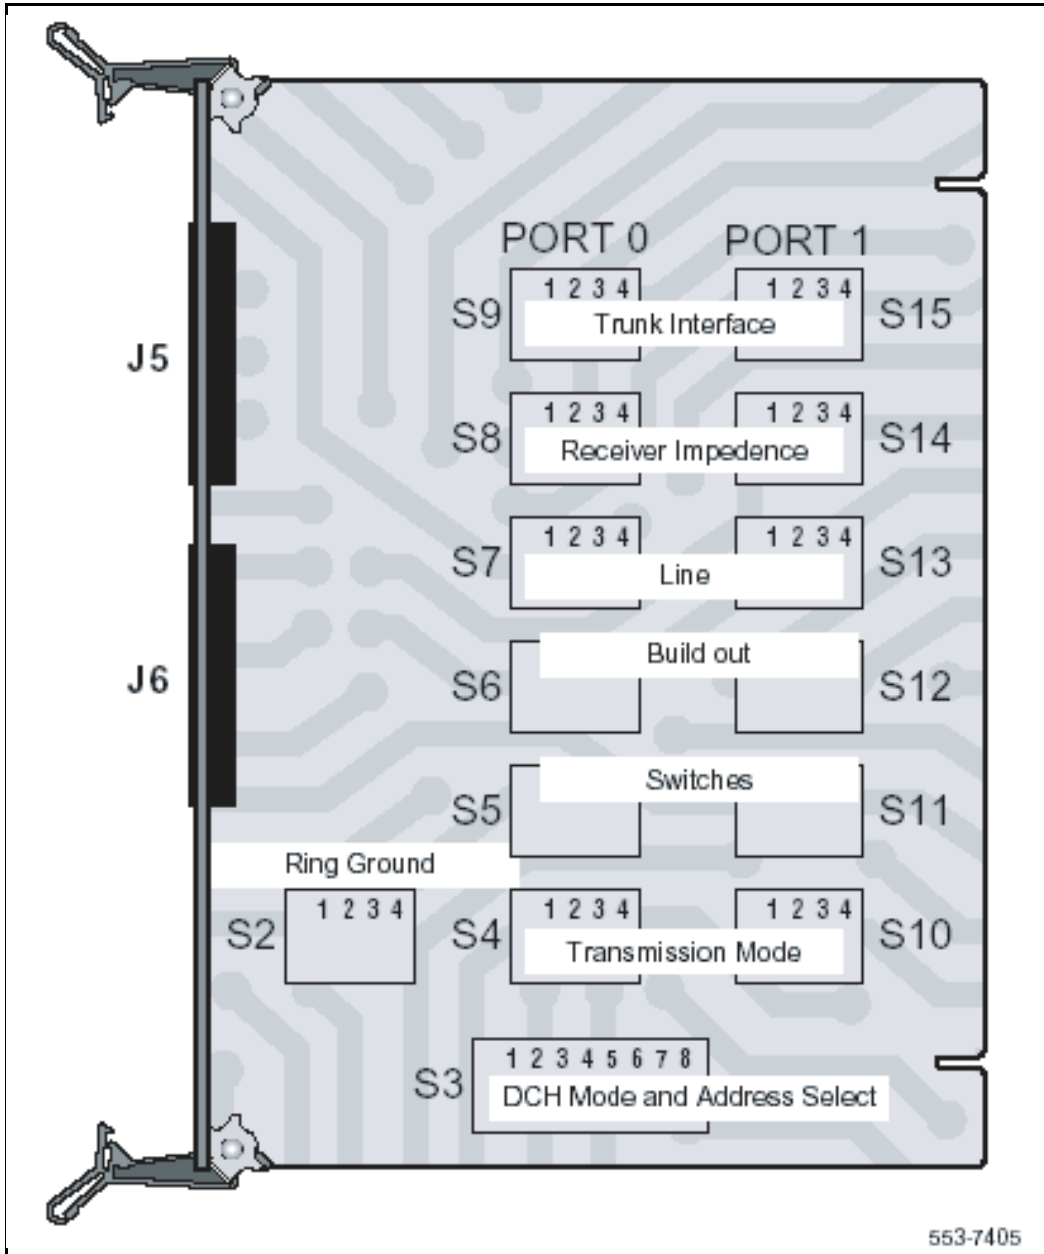 PORT 0 PORT 1
1 2 3 4 1 2 3 4
S9 Trunk Interface S15
J5
1 2 3 4 1 2 3 4
S8 Receiver Impedence S14
1 2 3 4 1 2 3 4
S7 Line S13
Build out
J6 S6 S12
Switches
S5 S11
Ring Ground
1 2 3 4 1 2 3 4 1 2 3 4
S2 S4 Transmission Mode S10
1 2 3 4 5 6 7 8
S3 DCH Mode and Address Select
553-7405